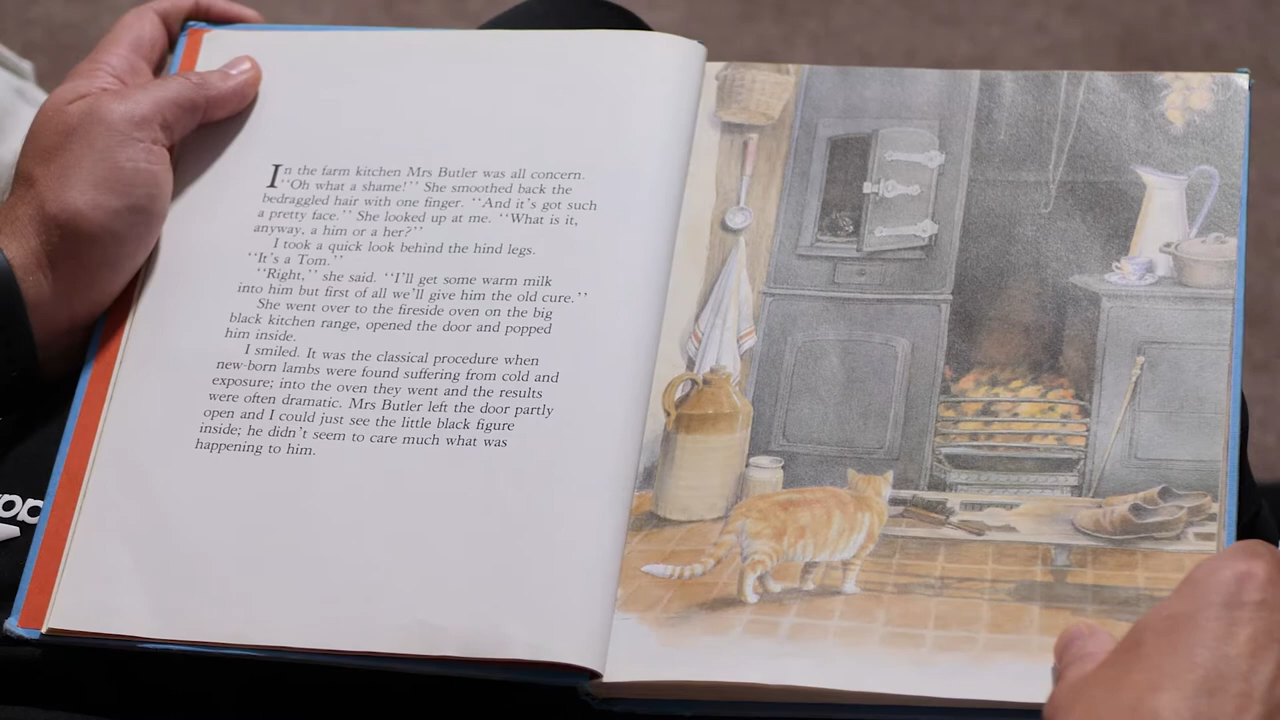 In the farm kitchen Mrs Butler was all concern.
‘‘Oh what a shame!’’ She smoothed back the
bedraggled hair with one finger. ‘‘And it’s got such
a pretty face.’’ She looked up at me. ‘‘What is it,
anyway, a him or a her?’’
I took a quick look behind the hind legs.
‘‘It’s a Tom.’’
‘‘Right,’’ she said. ‘‘I’ll get some warm milk
into him but first of all we’ll give him the old cure.’’
She went over to the fireside oven on the big
black kitchen range, opened the door and popped
him inside.
I smiled. It was the classical procedure when
new-born lambs were found suffering from cold and
exposure; into the oven they went and the results
were often dramatic. Mrs Butler left the door partly
open and I could just see the little black figure
inside; he didn’t seem to care much what was
happening to him.